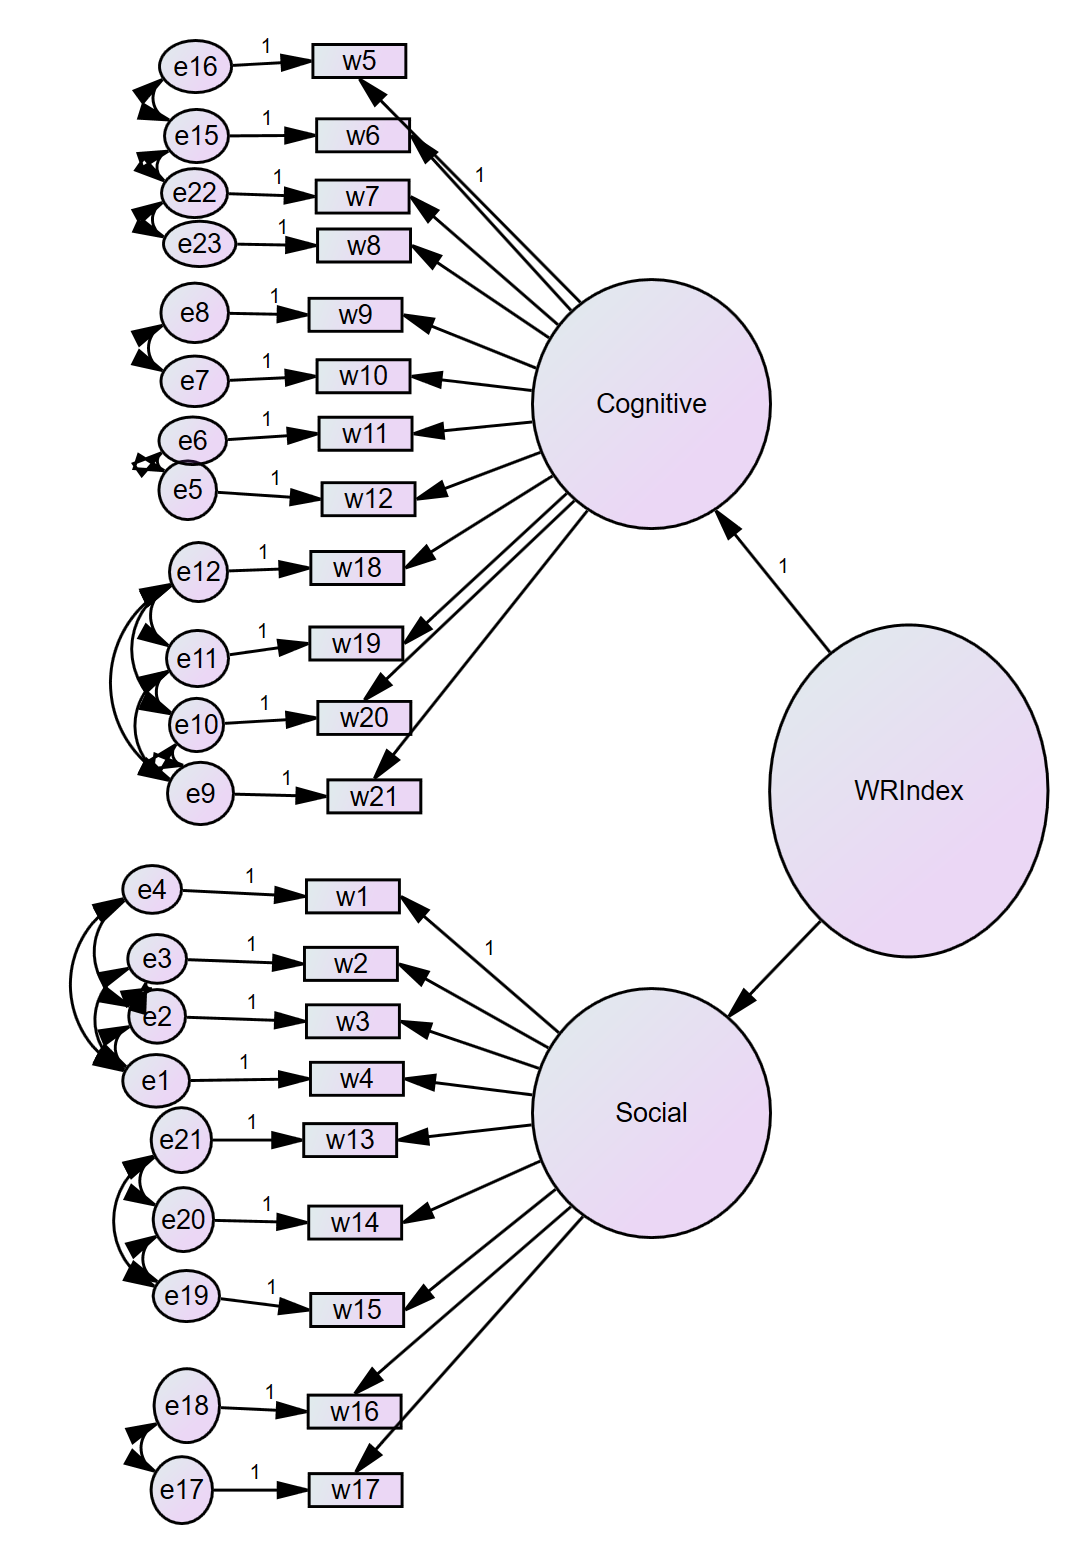 e16 1 w5
e15 1 w6
1
e22 1 w7
e23 1 w8
e8 1 w9
e7 1 w10
Cognitive
e6 1 w11
e5 1 w12
e12 1 w18
1
e11 1 w19
e10 1 w20
WRIndex
e9 1 w21
e4 1 w1
1
e3 1 w2
e2 1 w3
e1 1 w4
Social
e21 1 w13
e20 1 w14
e19 1 w15
e18 1 w16
e17 1 w17